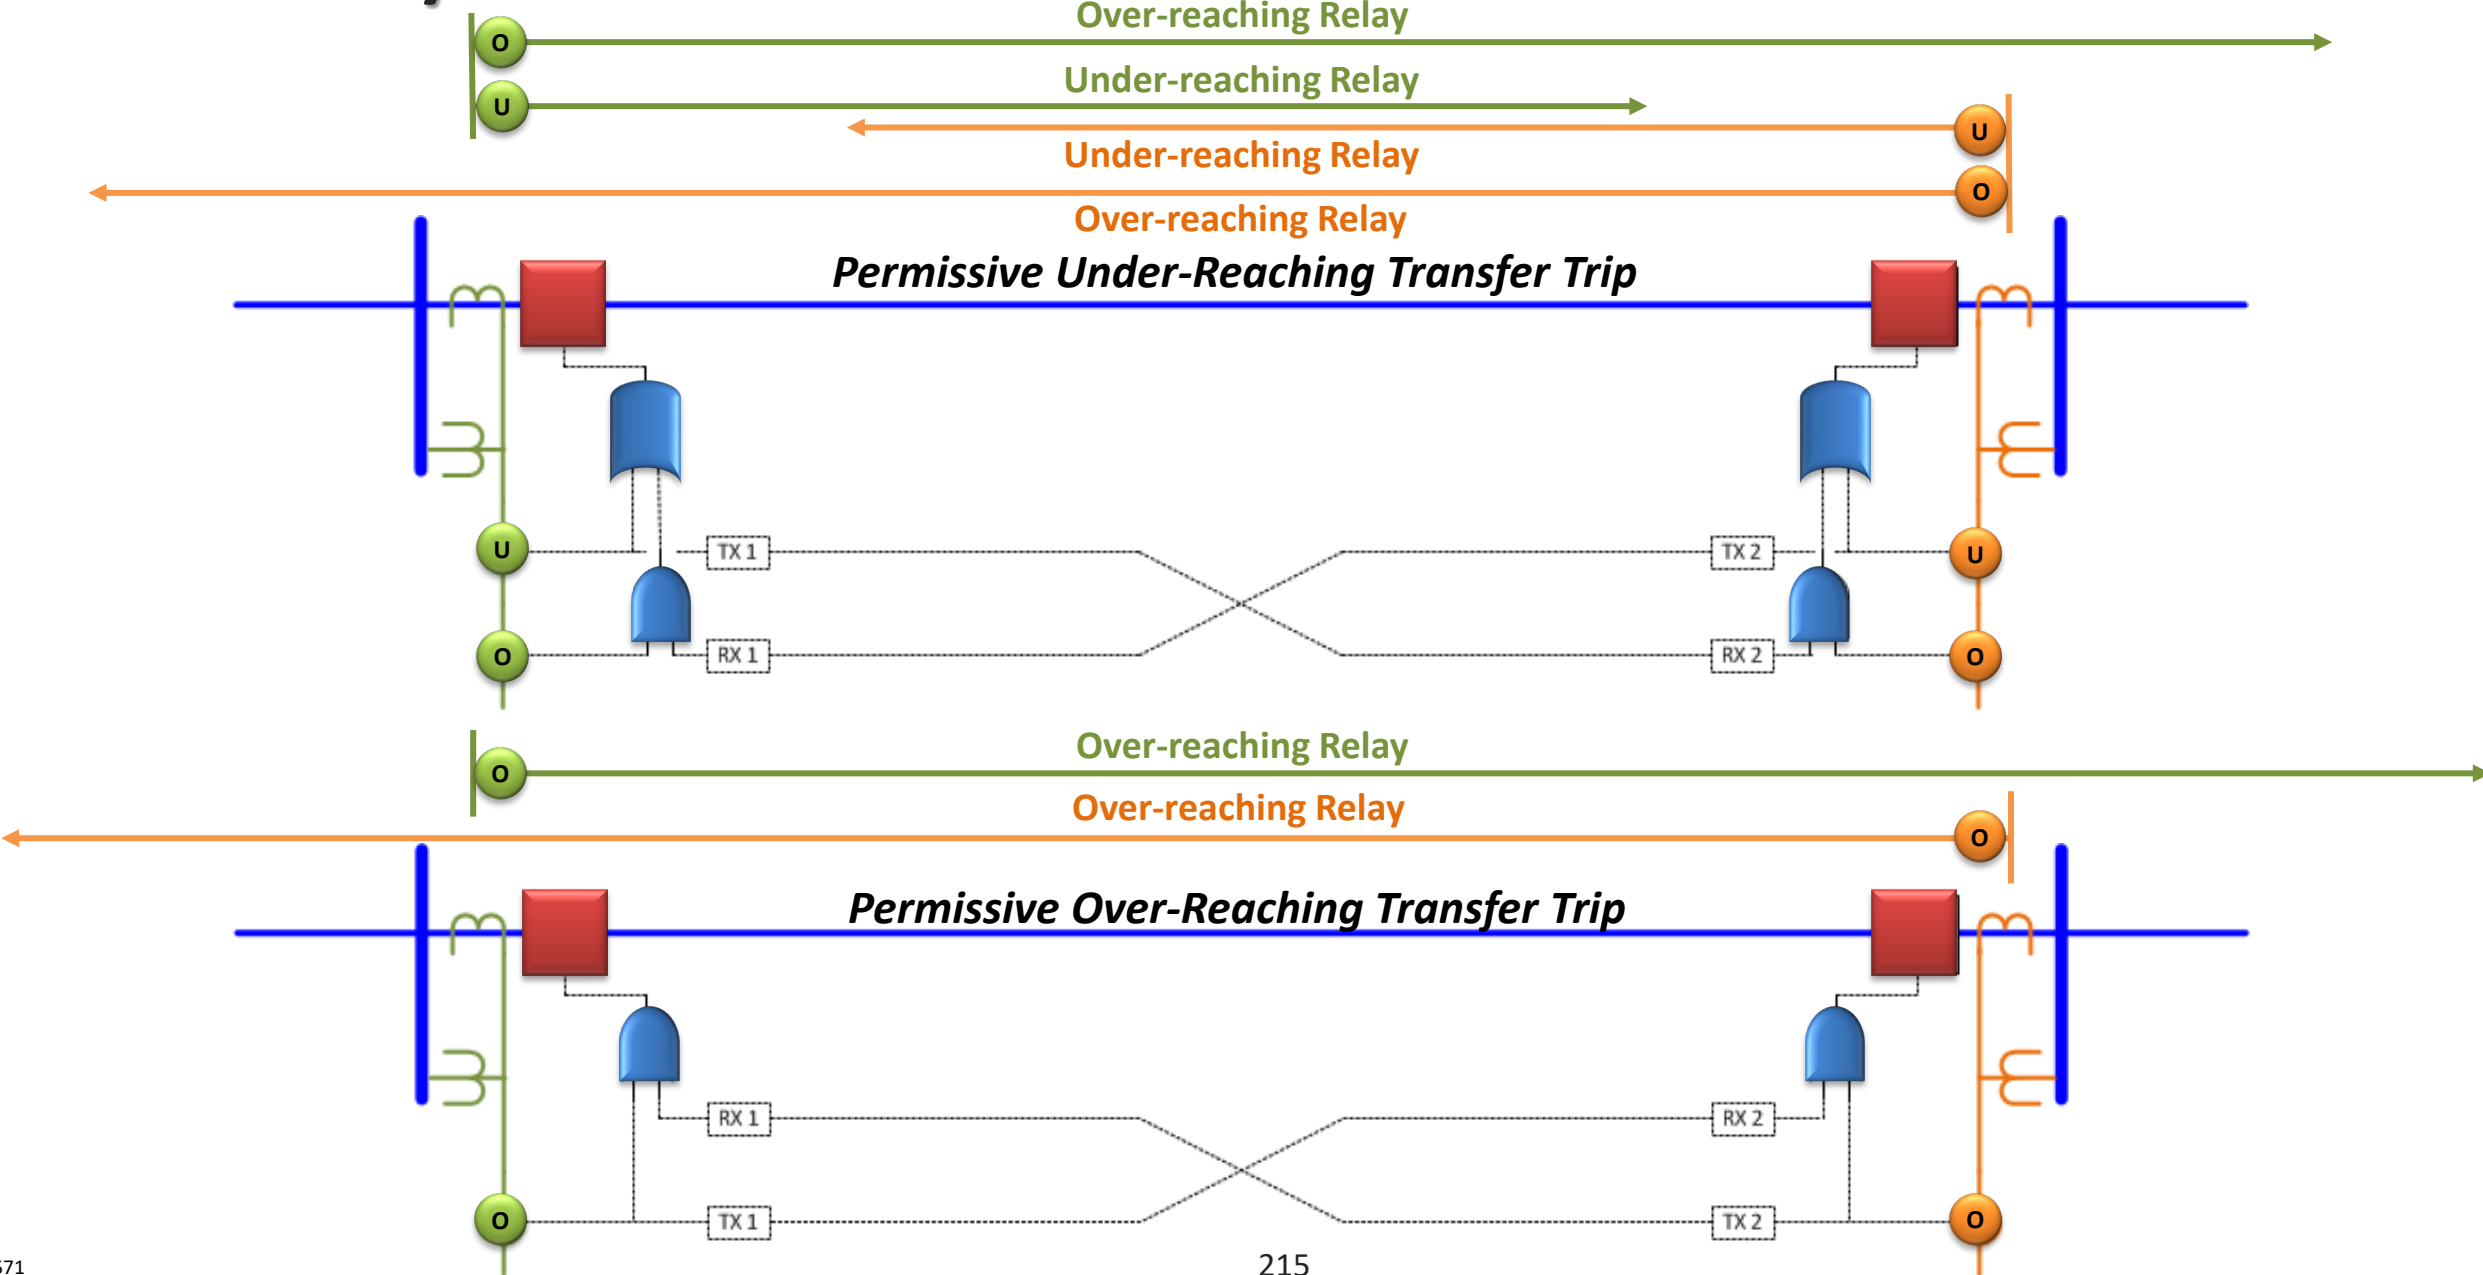 Over-reaching Relay
O
Under-reaching Relay
U
U
Under-reaching Relay
O
Over-reaching Relay
Permissive Under-Reaching Transfer Trip
U TX 1 TX 2 U
O RX 1 RX 2 O
Over-reaching Relay
O
Over-reaching Relay
O
Permissive Over-Reaching Transfer Trip
RX 1 RX 2
O TX 1 TX 2 O
215